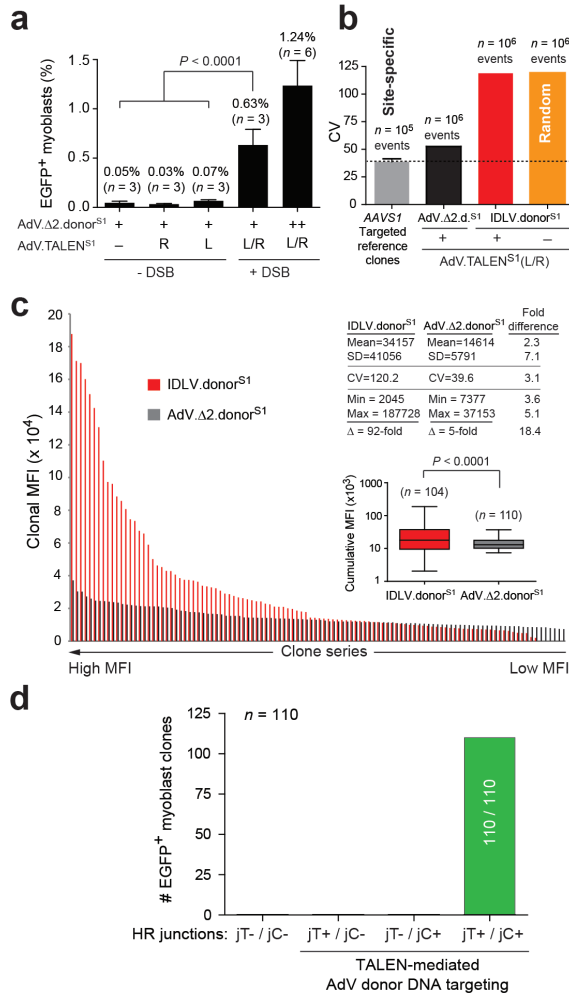 a
EGFP+ myoblasts (%)
1.5
1.0
0.5
0.0
P < 0.0001
0.05%
(n = 3)
0.03%
(n = 3)
0.07%
(n = 3)
0.63%
(n = 3)
1.24%
(n = 6)
AdV.Δ2.donorS1 + + + + ++
AdV.TALENS1 – R L L/R L/R
- DSB
+ DSB
b
CV
125
100
75
50
25
0
Site-specific
n = 10⁵
events
n = 10⁶
events
n = 10⁶
events
n = 10⁶
events
Random
AAVS1
Targeted
reference
clones
AdV.Δ2.d.S1
IDLV.donorS1
+ + –
AdV.TALENS1(L/R)
c
Clonal MFI (x 10⁴)
20
18
16
14
12
10
8
6
4
2
0
IDLV.donorS1
AdV.Δ2.donorS1
Clone series
High MFI
Low MFI
IDLV.donorS1 AdV.Δ2.donorS1 Fold difference
Mean=34157 Mean=14614 2.3
SD=41056 SD=5791 7.1
CV=120.2 CV=39.6 3.1
Min = 2045 Min = 7377 3.6
Max = 187728 Max = 37153 5.1
Δ = 92-fold Δ = 5-fold 18.4
Cumulative MFI (x10³)
1000
100
10
1
P < 0.0001
(n = 104)
(n = 110)
IDLV.donorS1 AdV.Δ2.donorS1
d
# EGFP+ myoblast clones
125
100
75
50
25
0
n = 110
110 / 110
HR junctions: jT- / jC- jT+ / jC- jT- / jC+ jT+ / jC+
TALEN-mediated
AdV donor DNA targeting